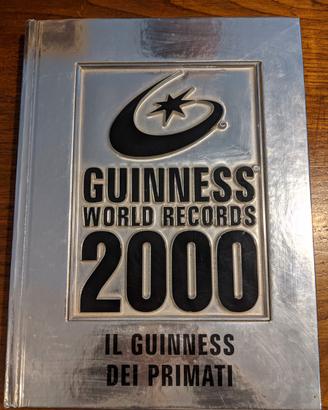 GUINNESS
WORLD RECORDS
2000
IL GUINNESS
DEI PRIMATI